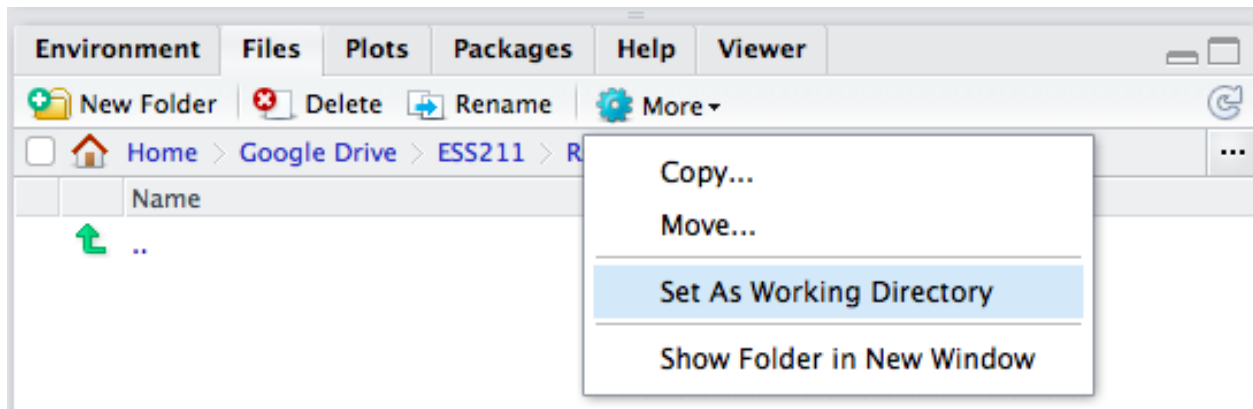 Environment Files Plots Packages Help Viewer
New Folder Delete Rename More
Home Google Drive ESS211 R
Name
..
Copy...
Move...
Set As Working Directory
Show Folder in New Window
...